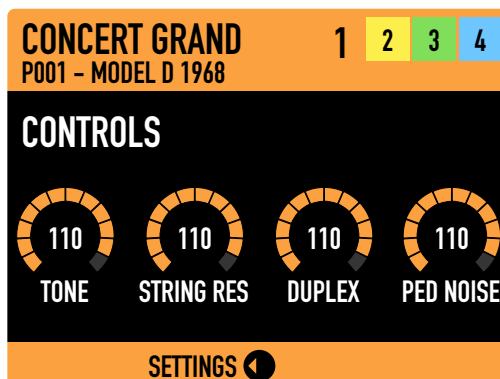 CONCERT GRAND 1 2 3 4
P001 - MODEL D 1968
CONTROLS
110 110 110 110
TONE STRING RES DUPLEX PED NOISE
SETTINGS